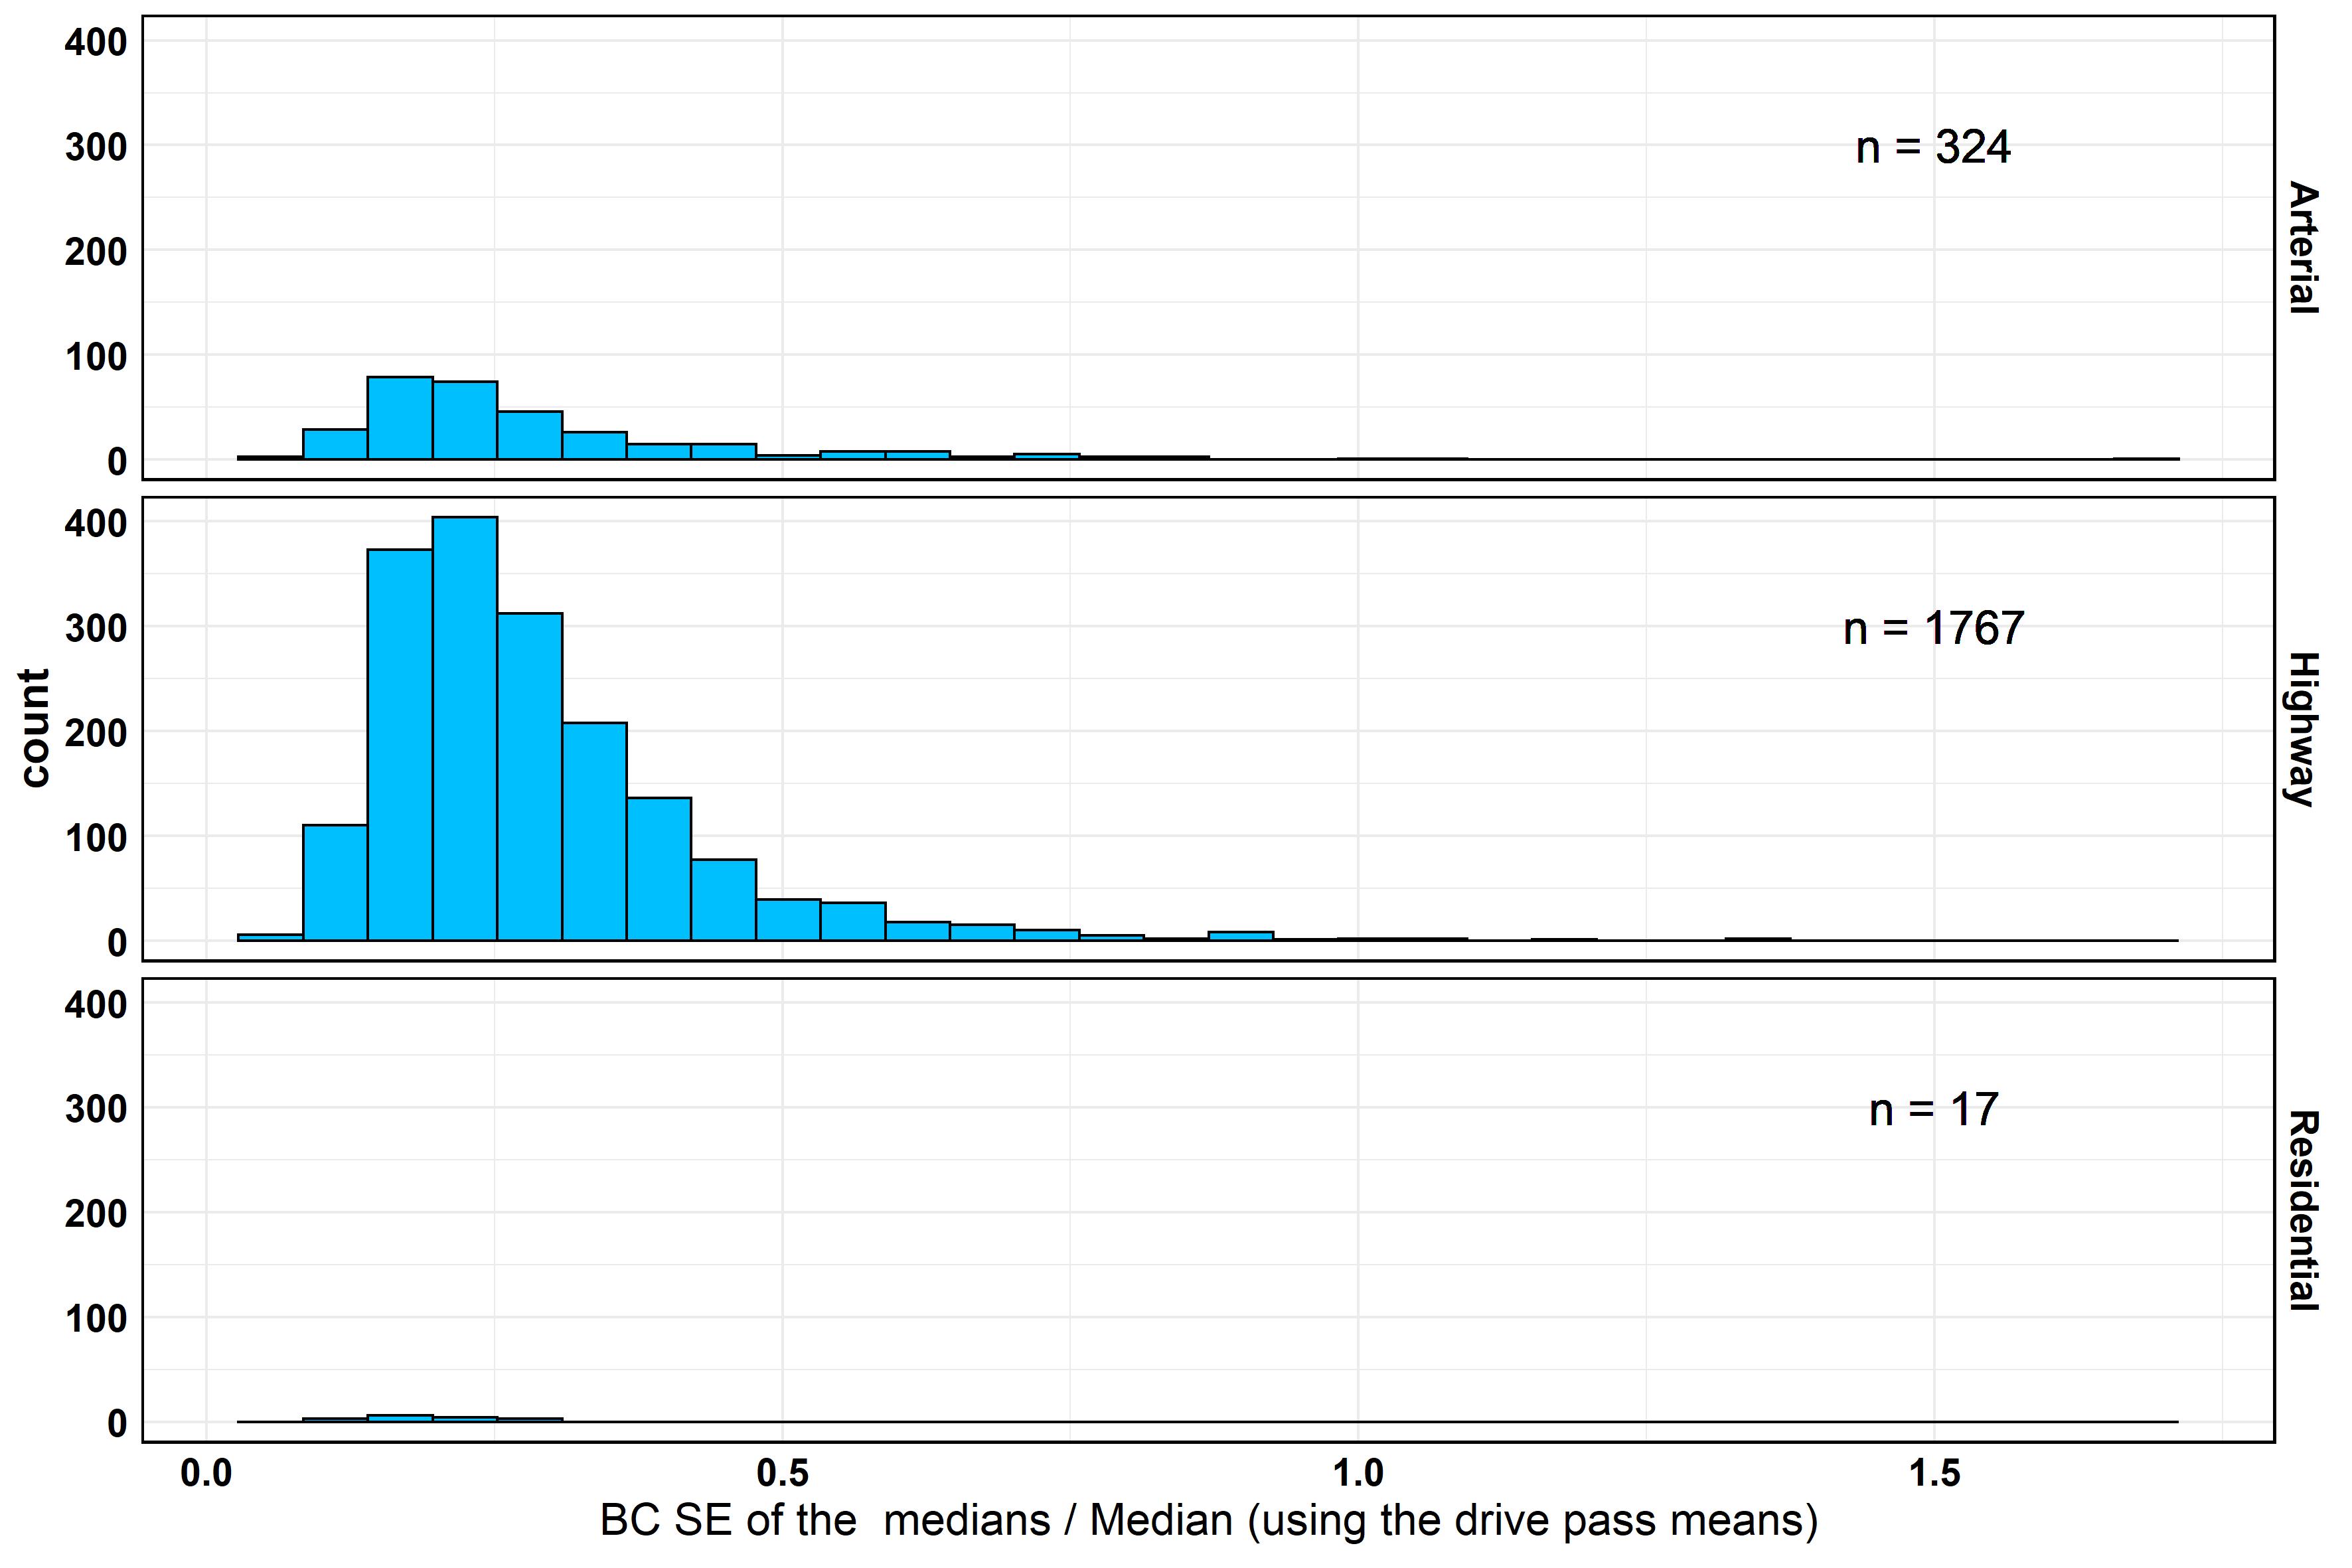 400
300
200
100
0
n = 324
Arterial
400
300
200
100
0
n = 1767
Highway
count
400
300
200
100
0
n = 17
Residential
0.0 0.5 1.0 1.5
BC SE of the  medians / Median (using the drive pass means)